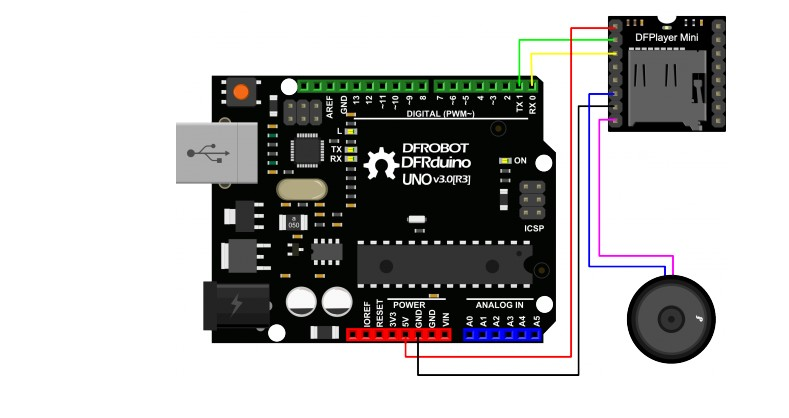 DFPlayer Mini
AREF
GND
13
12
~11
~10
~9
8
7
~6
~5
4
~3
2
TX 1
RX 0
DIGITAL (PWM~)
L
TX
RX
DFROBOT
DFRduino
UNO v3.0[R3]
ON
a
050
ICSP
POWER
ANALOG IN
IOREF
RESET
3V3
5V
GND
GND
VIN
A0
A1
A2
A3
A4
A5